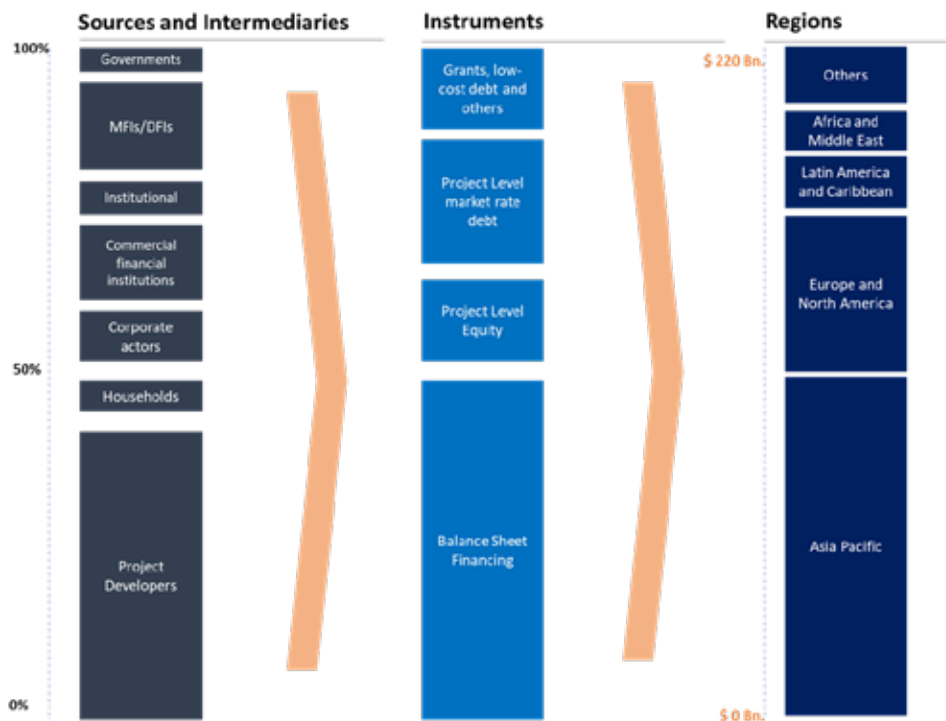 Sources and Intermediaries
Instruments
Regions
100%
50%
0%
Governments
MFIs/DFIs
Institutional
Commercial
financial
institutions
Corporate
actors
Households
Project
Developers
Grants, low-
cost debt and
others
Project Level
market rate
debt
Project Level
Equity
Balance Sheet
Financing
$ 220 Bn.
$ 0 Bn.
Others
Africa and
Middle East
Latin America
and Caribbean
Europe and
North America
Asia Pacific